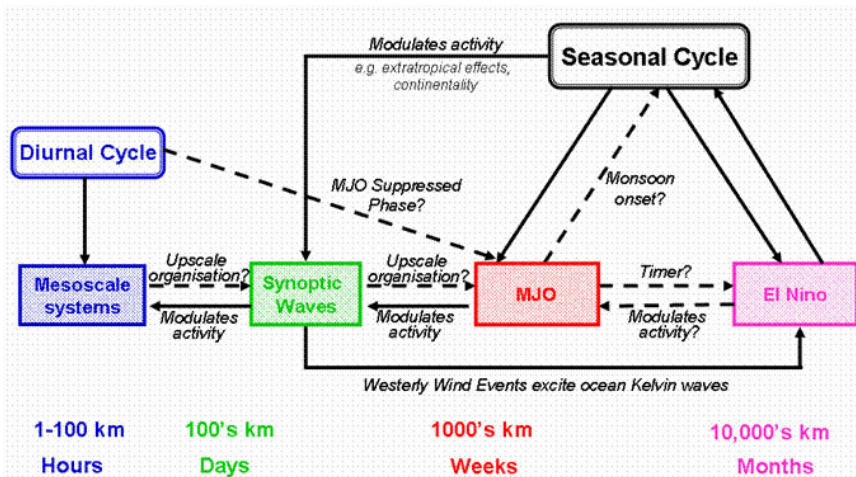 Modulates activity
e.g. extratropical effects,
continentality
Seasonal Cycle
Diurnal Cycle
MJO Suppressed
Phase?
Monsoon
onset?
Mesoscale
systems
Upscale
organisation?
Modulates
activity
Synoptic
Waves
Upscale
organisation?
Modulates
activity
MJO
Timer?
Modulates
activity?
El Nino
Westerly Wind Events excite ocean Kelvin waves
1-100 km
Hours
100's km
Days
1000's km
Weeks
10,000's km
Months